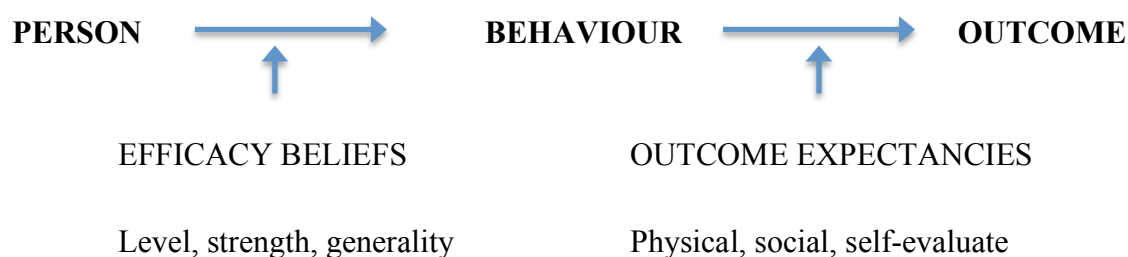 PERSON BEHAVIOUR OUTCOME
EFFICACY BELIEFS OUTCOME EXPECTANCIES
Level, strength, generality Physical, social, self-evaluate